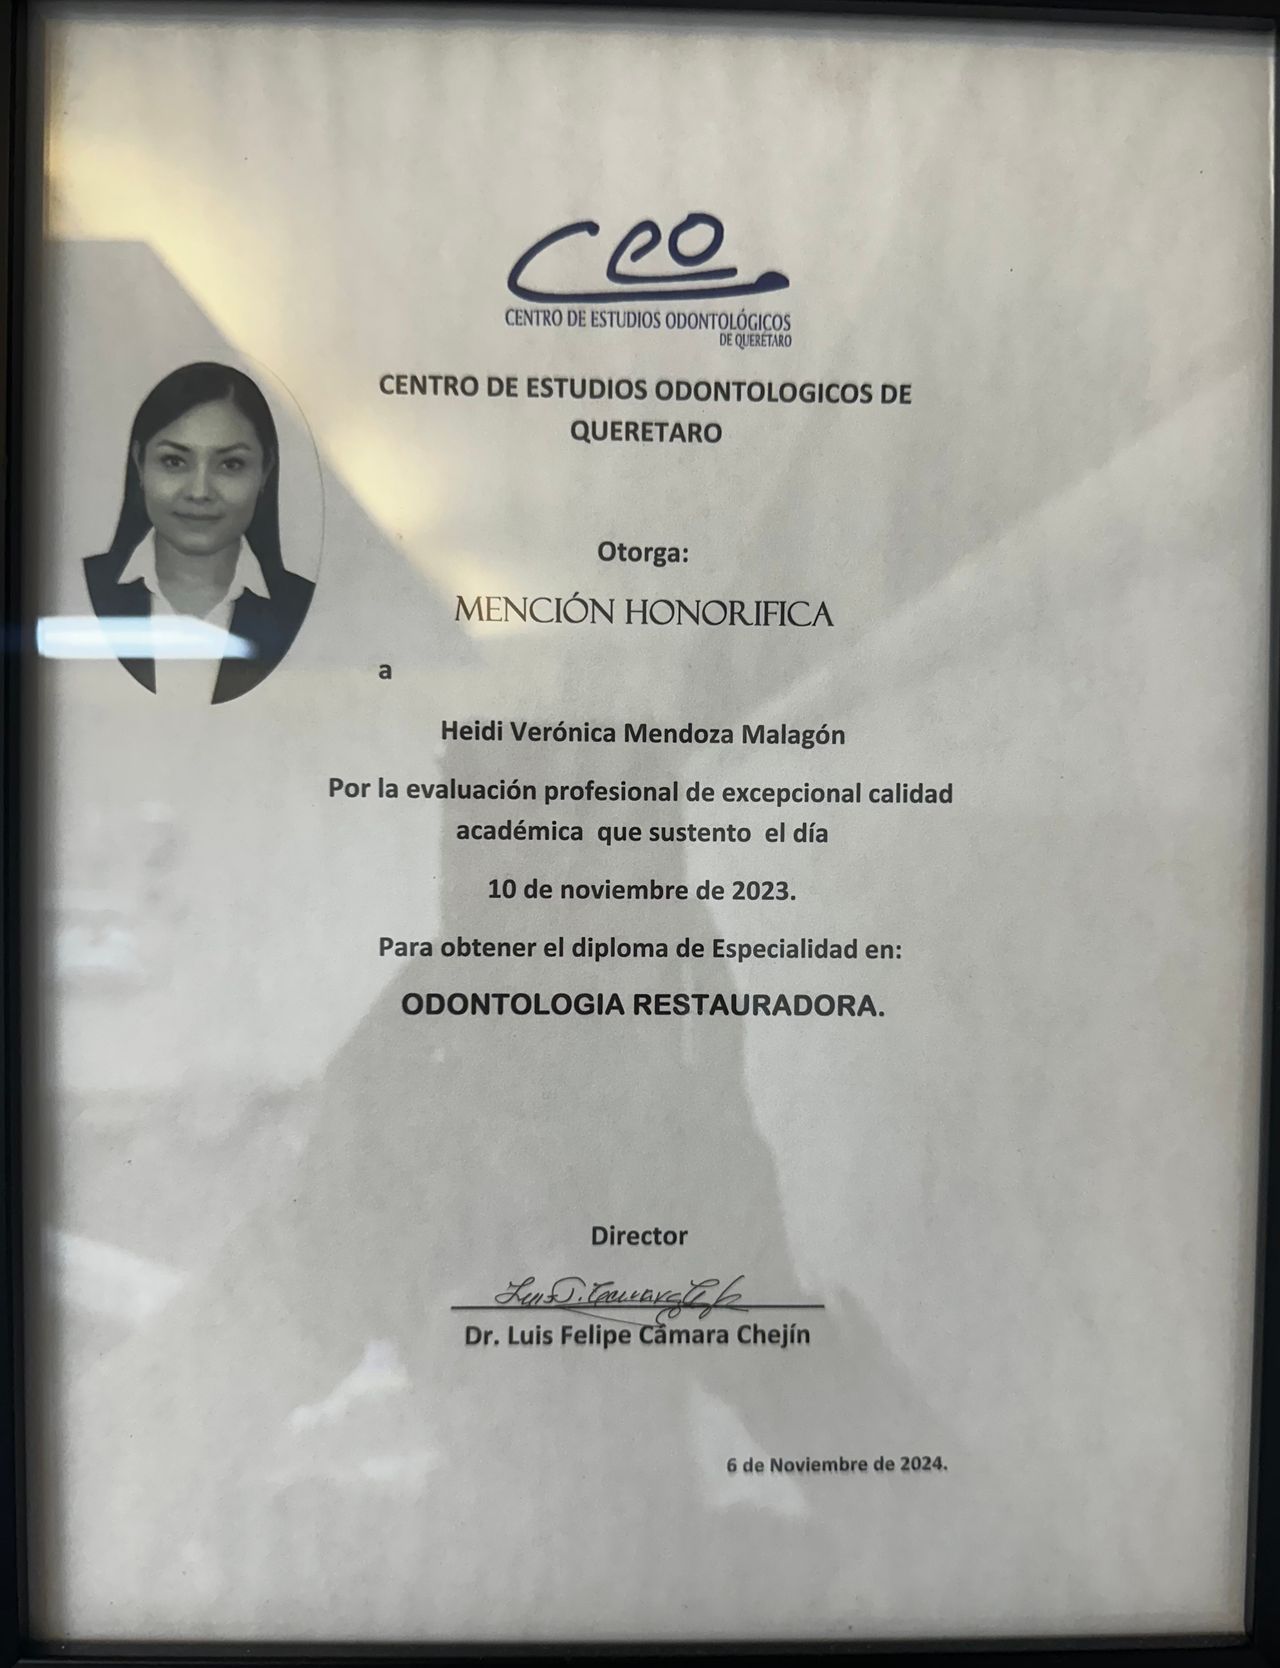 ceo
CENTRO DE ESTUDIOS ODONTOLÓGICOS
DE QUERÉTARO
CENTRO DE ESTUDIOS ODONTOLOGICOS DE
QUERETARO
Otorga:
MENCIÓN HONORIFICA
a
Heidi Verónica Mendoza Malagón
Por la evaluación profesional de excepcional calidad
académica que sustento el día
10 de noviembre de 2023.
Para obtener el diploma de Especialidad en:
ODONTOLOGIA RESTAURADORA.
Director
Dr. Luis Felipe Cámara Chejín
6 de Noviembre de 2024.